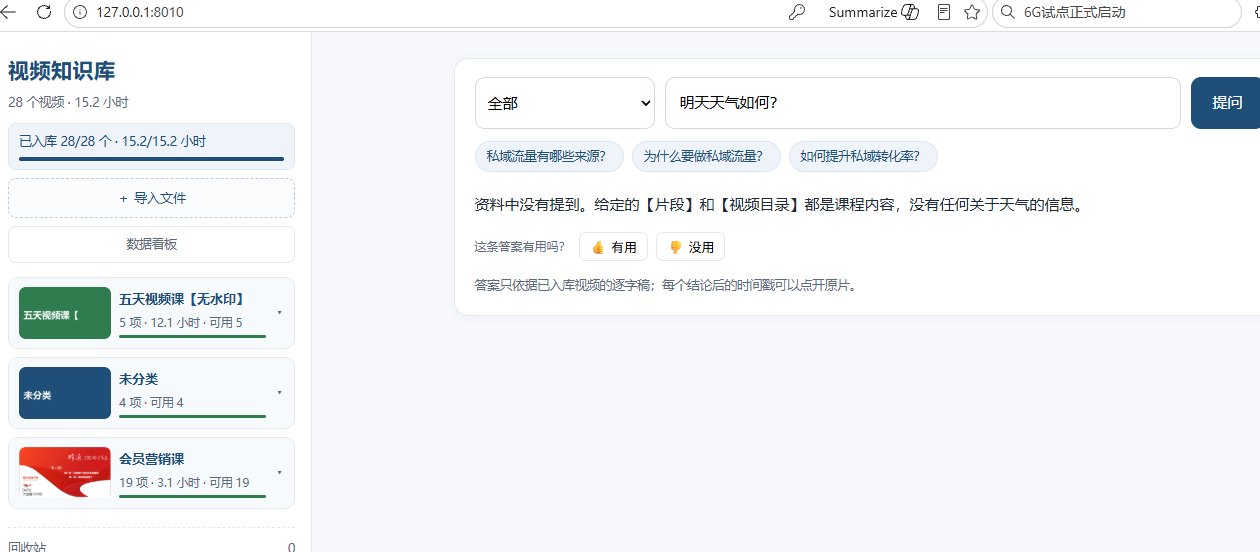 127.0.0.1:8010
Summarize
6G试点正式启动
视频知识库
28 个视频 · 15.2 小时
已入库 28/28 个 · 15.2/15.2 小时
+ 导入文件
数据看板
五天视频课【
五天视频课【无水印】
5 项 · 12.1 小时 · 可用 5
未分类
未分类
4 项 · 可用 4
会员营销课
19 项 · 3.1 小时 · 可用 19
回收站 0
全部
明天天气如何？
提问
私域流量有哪些来源？
为什么要做私域流量？
如何提升私域转化率？
资料中没有提到。给定的【片段】和【视频目录】都是课程内容，没有任何关于天气的信息。
这条答案有用吗？
👍 有用
👎 没用
答案只依据已入库视频的逐字稿；每个结论后的时间戳可以点开原片。